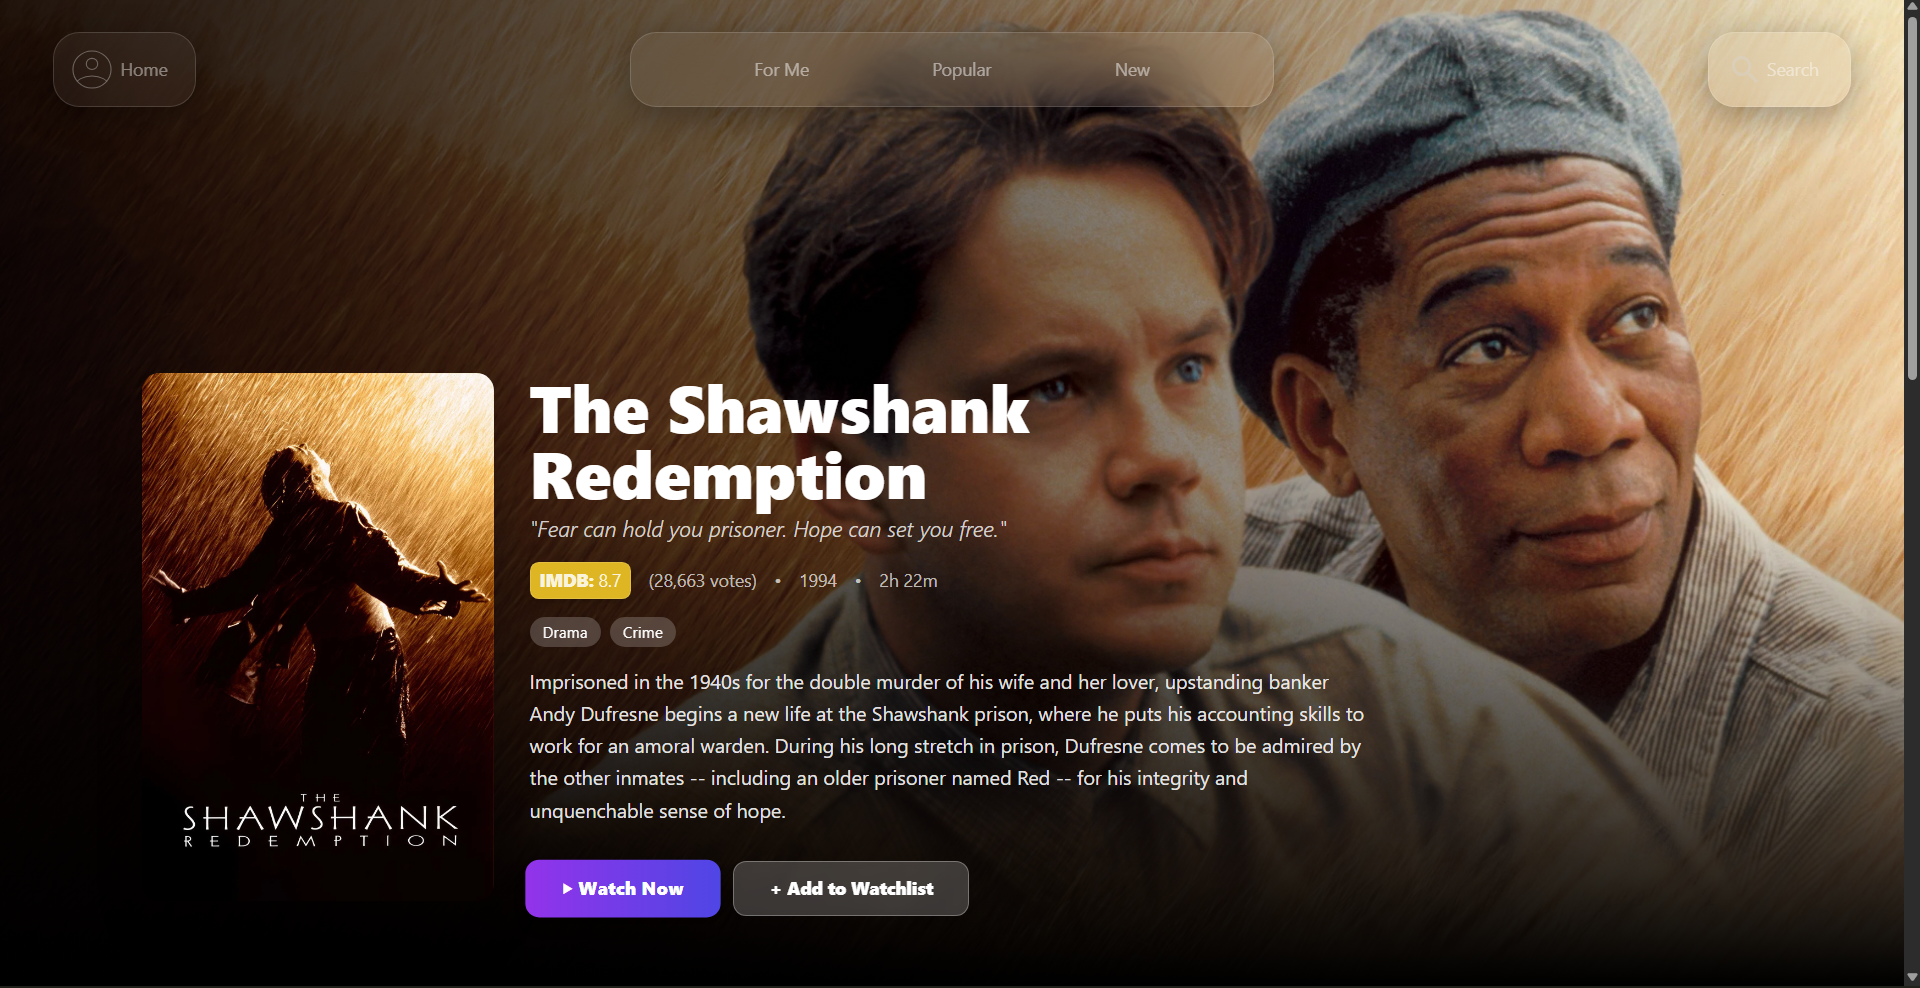 Home
For Me
Popular
New
Search
The Shawshank
Redemption
"Fear can hold you prisoner. Hope can set you free."
IMDB: 8.7 (28,663 votes) • 1994 • 2h 22m
Drama
Crime
Imprisoned in the 1940s for the double murder of his wife and her lover, upstanding banker
Andy Dufresne begins a new life at the Shawshank prison, where he puts his accounting skills to
work for an amoral warden. During his long stretch in prison, Dufresne comes to be admired by
the other inmates -- including an older prisoner named Red -- for his integrity and
unquenchable sense of hope.
Watch Now
+ Add to Watchlist
THE
SHAWSHANK
REDEMPTION